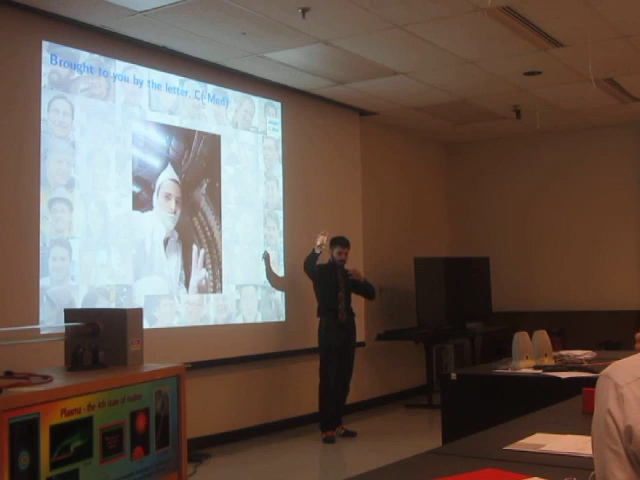 Brought to you by the letter, C(-Mod)
Plasma - the 4th state of matter